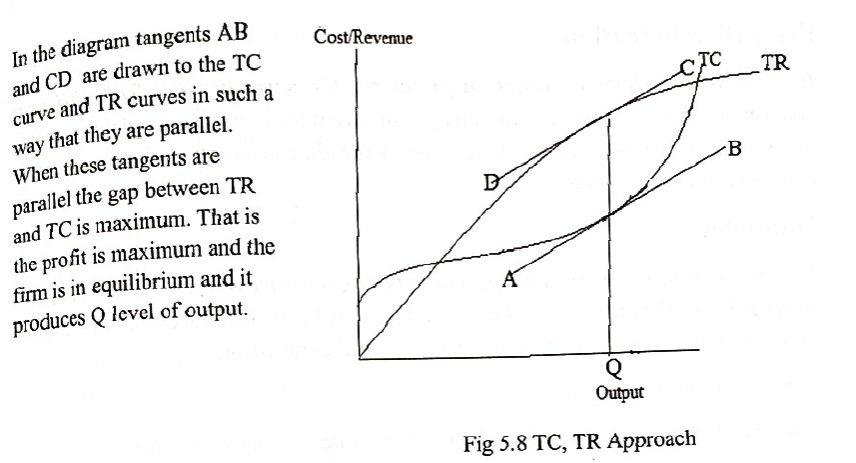 In the diagram tangents AB
and CD are drawn to the TC
curve and TR curves in such a
way that they are parallel.
When these tangents are
parallel the gap between TR
and TC is maximum. That is
the profit is maximum and the
firm is in equilibrium and it
produces Q level of output.
Cost/Revenue
C
TC
TR
B
D
A
Q
Output
Fig 5.8 TC, TR Approach